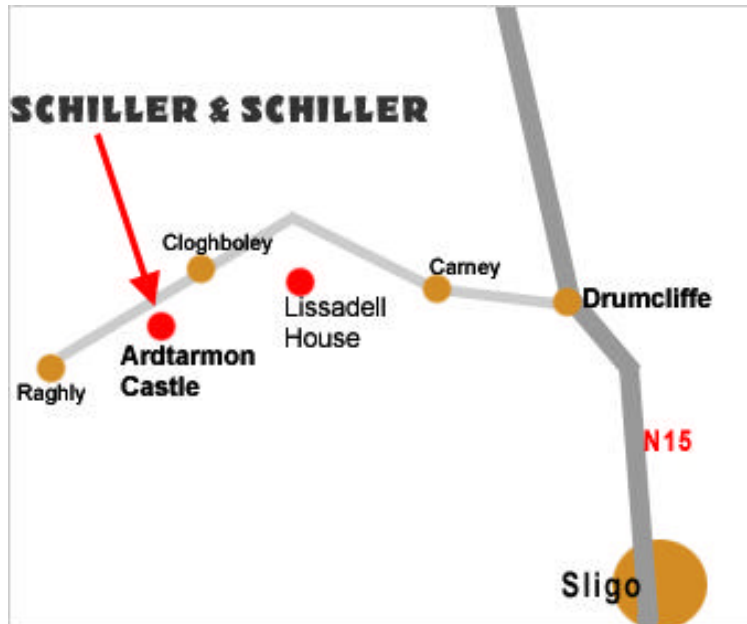 SCHILLER & SCHILLER
Cloghboley
Carney
Lissadell
House
Drumcliffe
Ardtarmon
Castle
Raghly
N15
Sligo